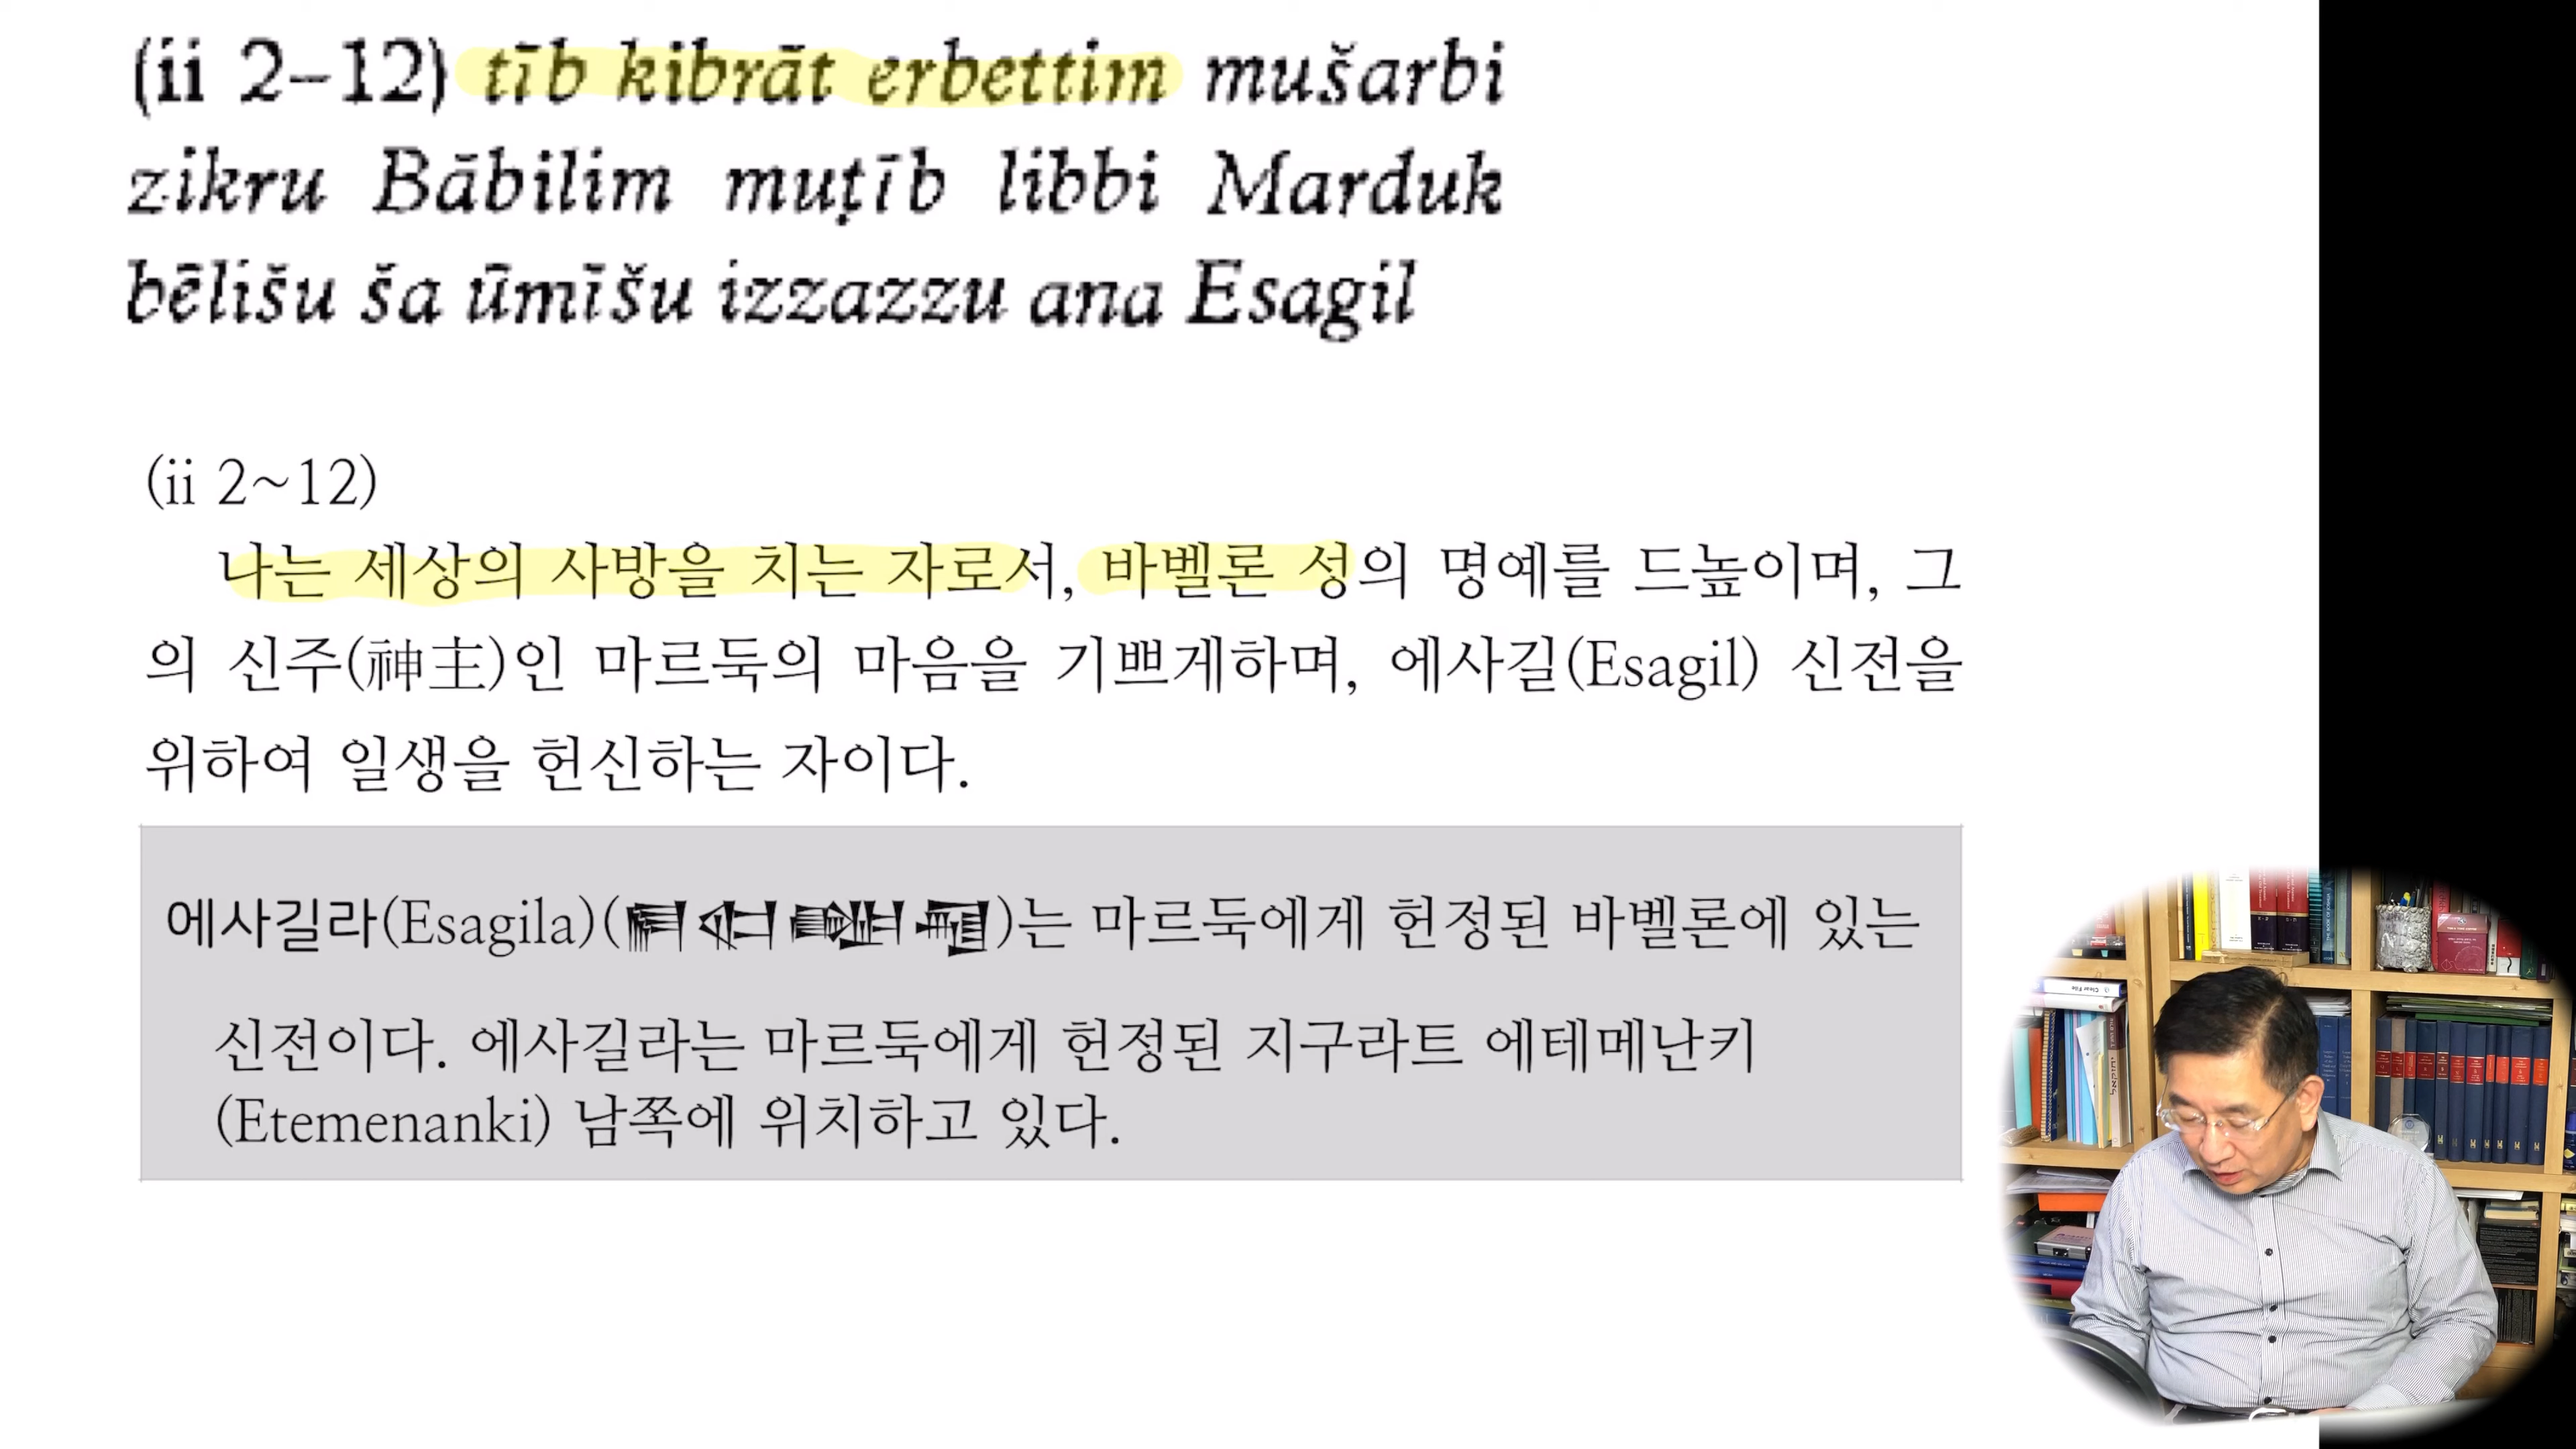 (ii 2–12) tīb kibrāt erbettim mušarbi
zikru Bābilim muṭīb libbi Marduk
bēlišu ša ūmīšu izzazzu ana Esagil
(ii 2~12)
나는 세상의 사방을 치는 자로서, 바벨론 성의 명예를 드높이며, 그
의 신주(神主)인 마르둑의 마음을 기쁘게하며, 에사길(Esagil) 신전을
위하여 일생을 헌신하는 자이다.
에사길라(Esagila)(𒂍𒊕𒅍𒆷)는 마르둑에게 헌정된 바벨론에 있는
신전이다. 에사길라는 마르둑에게 헌정된 지구라트 에테메난키
(Etemenanki) 남쪽에 위치하고 있다.